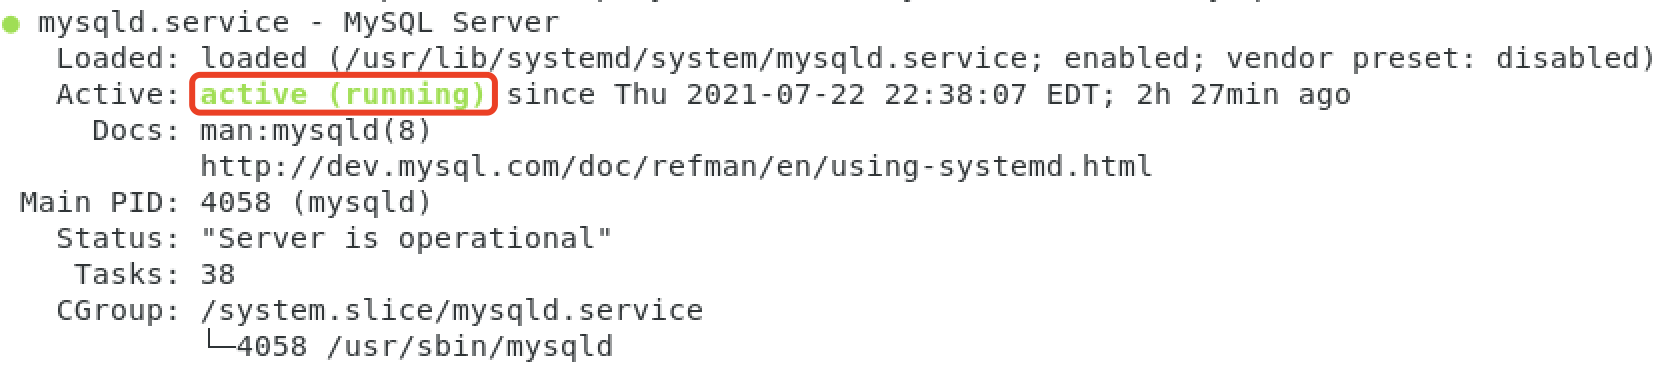 ● mysqld.service - MySQL Server
Loaded: loaded (/usr/lib/systemd/system/mysqld.service; enabled; vendor preset: disabled)
Active: active (running) since Thu 2021-07-22 22:38:07 EDT; 2h 27min ago
Docs: man:mysqld(8)
http://dev.mysql.com/doc/refman/en/using-systemd.html
Main PID: 4058 (mysqld)
Status: "Server is operational"
Tasks: 38
CGroup: /system.slice/mysqld.service
└─4058 /usr/sbin/mysqld